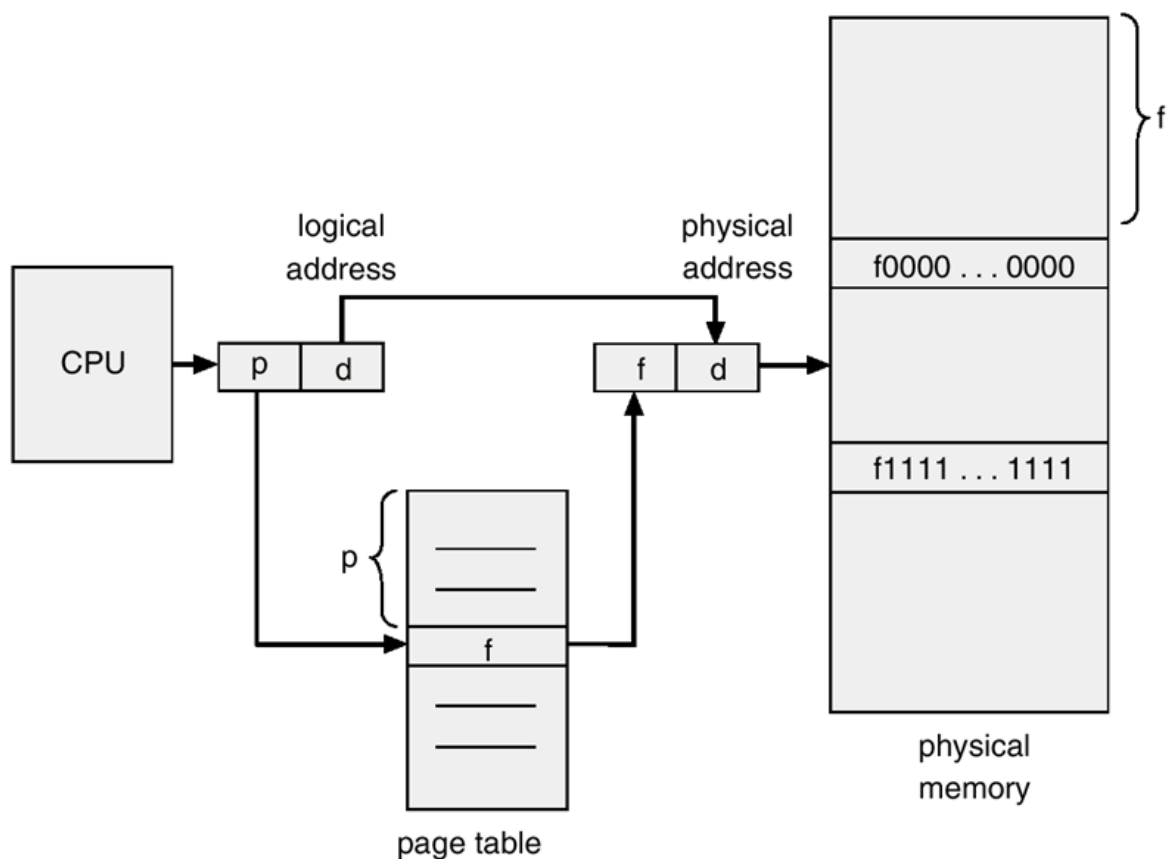 f
f0000 . . . 0000
logical
address
physical
address
CPU
p
d
f
d
f1111 . . . 1111
p
f
physical
memory
page table